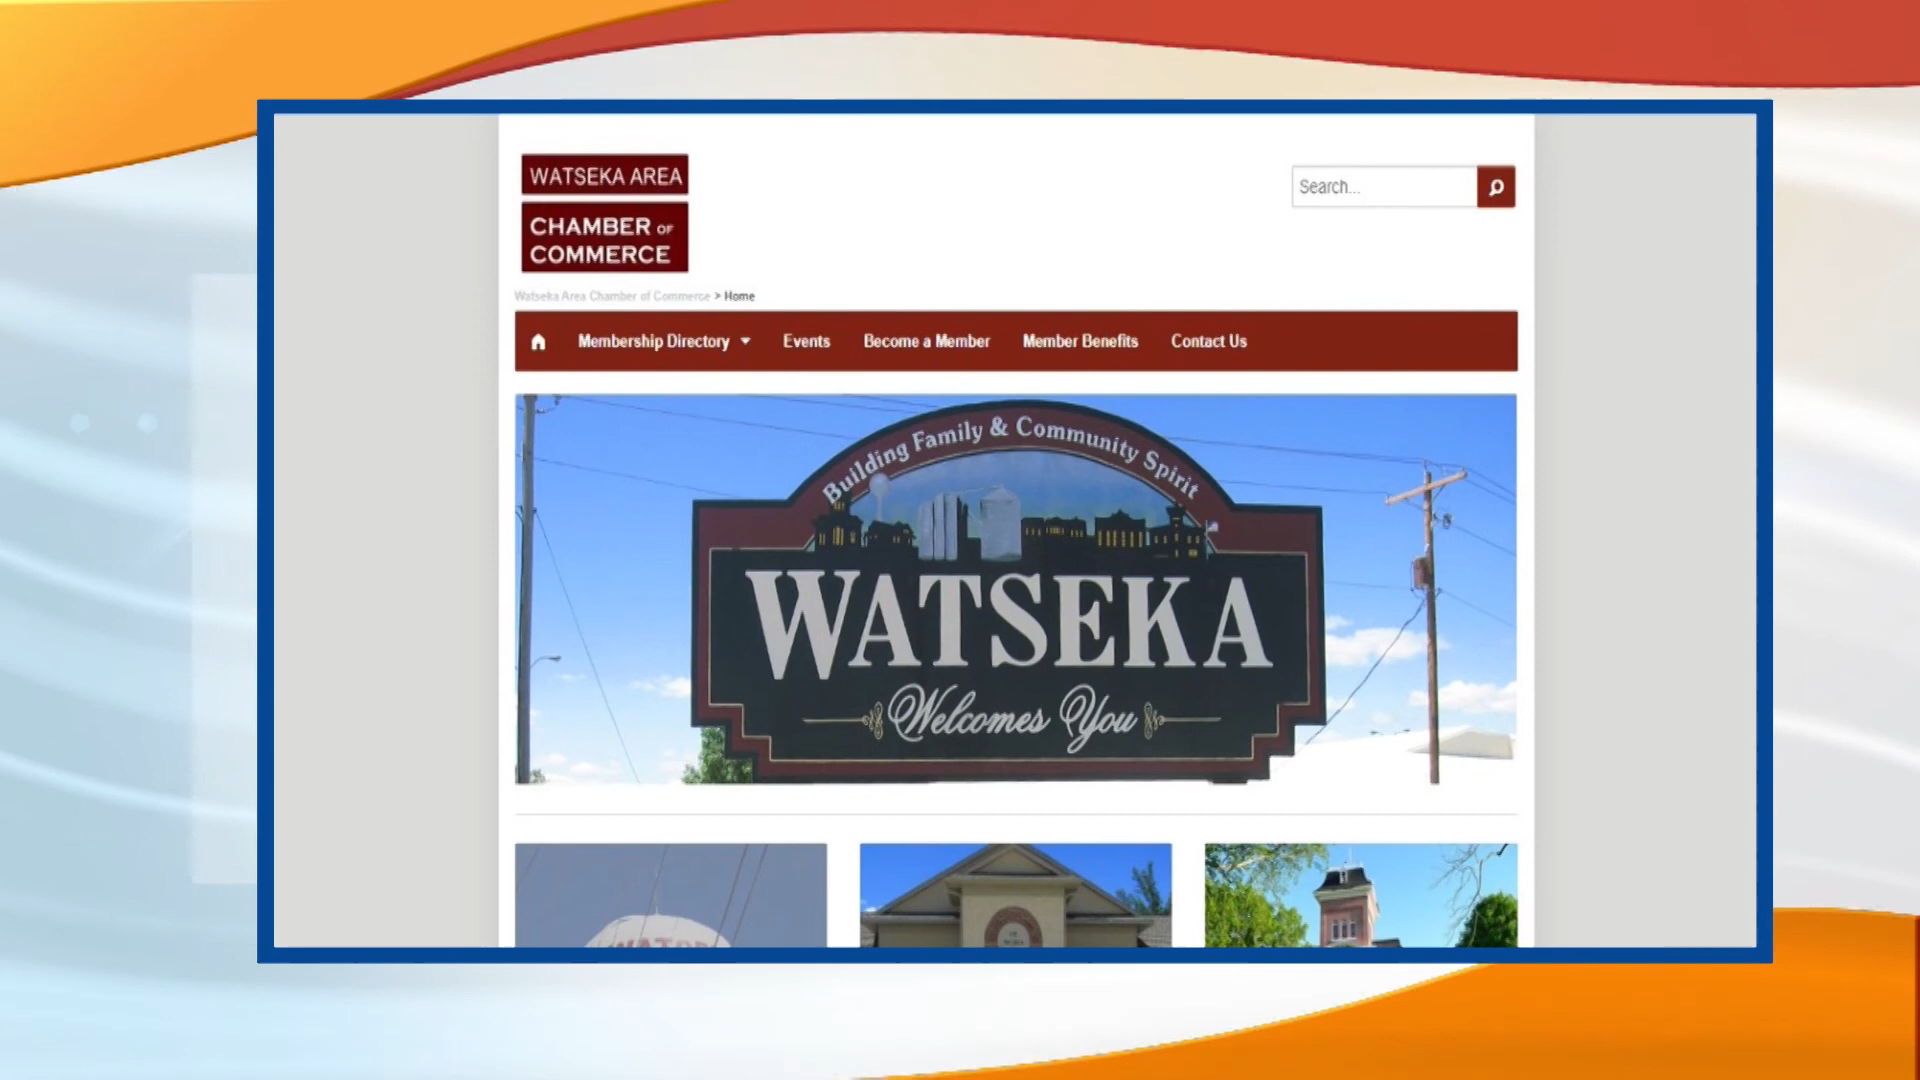 WATSEKA AREA
CHAMBER OF
COMMERCE
Search...
Watseka Area Chamber of Commerce > Home
Membership Directory
Events
Become a Member
Member Benefits
Contact Us
Building Family & Community Spirit
WATSEKA
Welcomes You